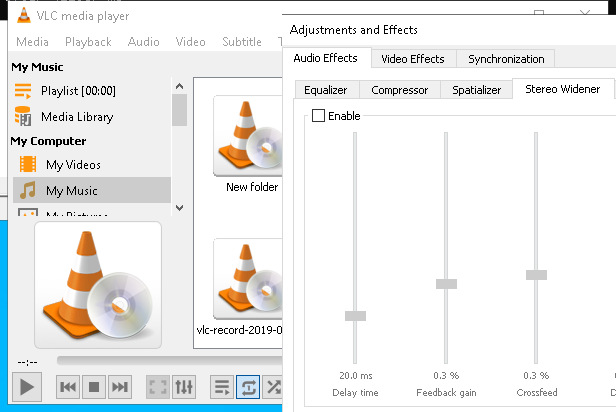 VLC media player
Media Playback Audio Video Subtitle T
My Music
Playlist [00:00]
Media Library
My Computer
My Videos
My Music
My Pictures
New folder
vlc-record-2019-0
--:--
Adjustments and Effects
Audio Effects Video Effects Synchronization
Equalizer Compressor Spatializer Stereo Widener
Enable
20.0 ms 0.3 % 0.3 %
Delay time Feedback gain Crossfeed D